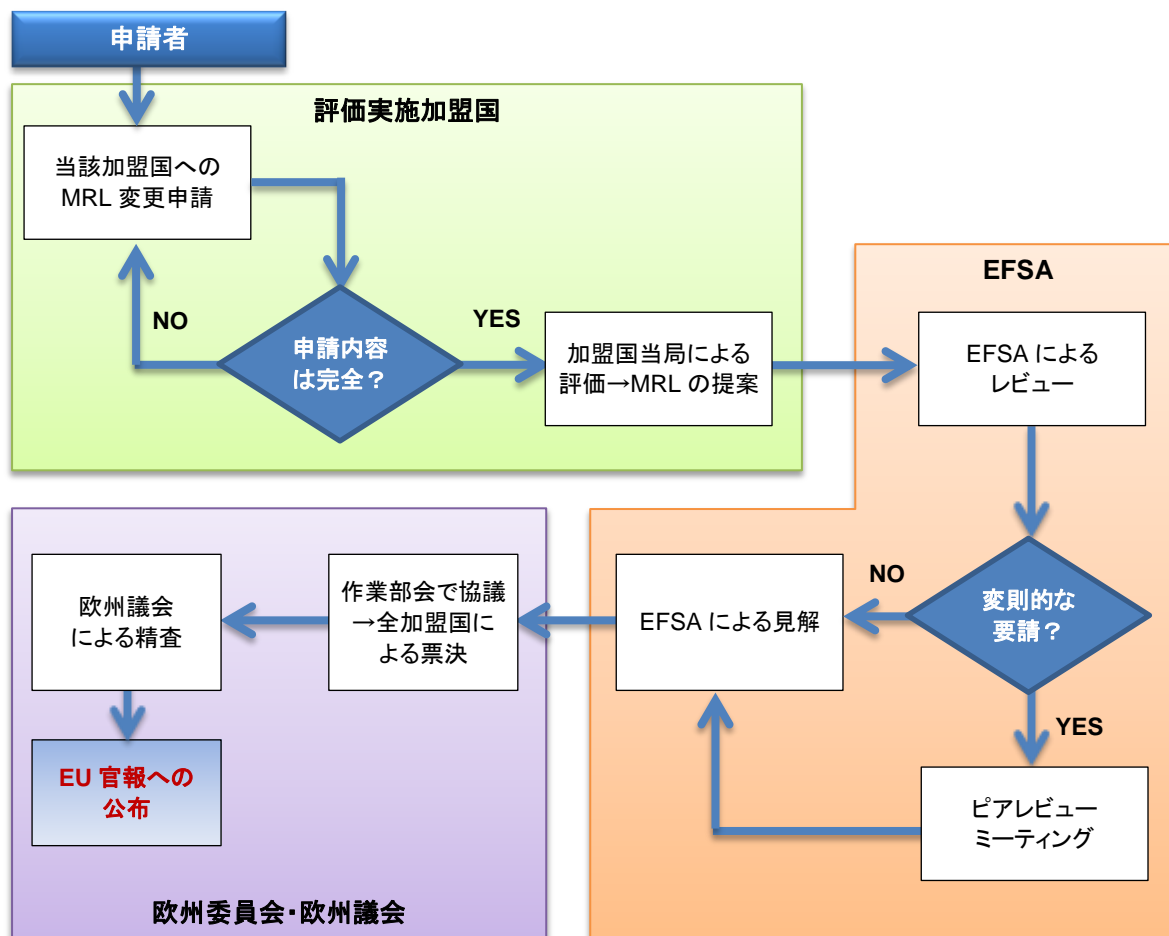 申請者
評価実施加盟国
当該加盟国への
MRL 変更申請
NO
YES
申請内容
は完全？
加盟国当局による
評価→MRL の提案
EFSA
EFSA による
レビュー
変則的な
要請？
NO
YES
EFSA による見解
ピアレビュー
ミーティング
作業部会で協議
→全加盟国に
よる票決
欧州議会
による精査
EU 官報への
公布
欧州委員会・欧州議会